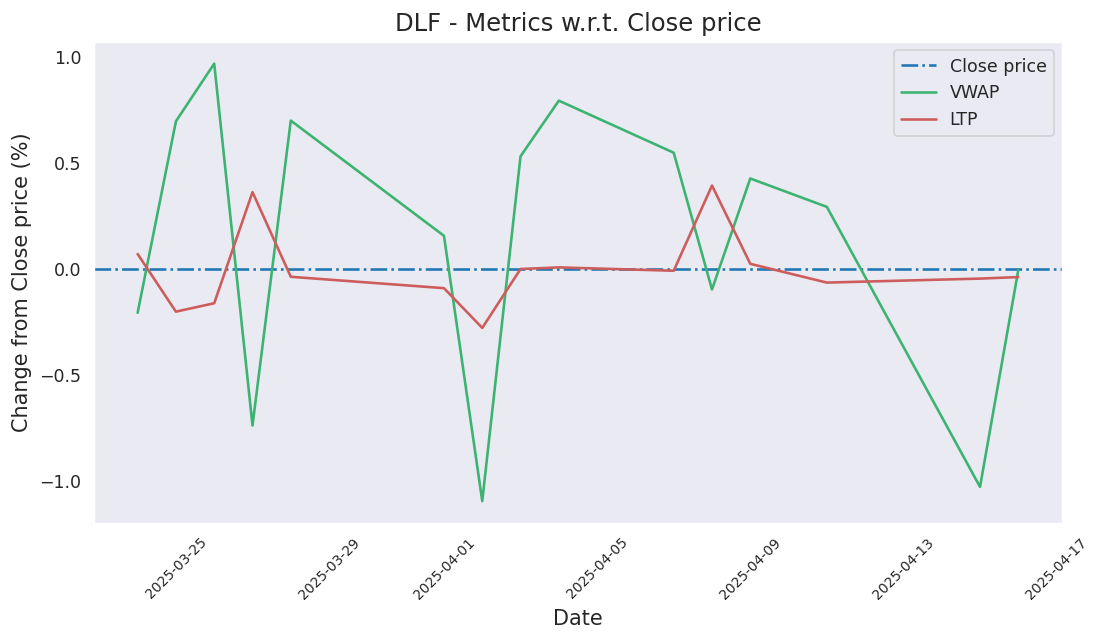 DLF - Metrics w.r.t. Close price
Close price
VWAP
LTP
Change from Close price (%)
1.0
0.5
0.0
−0.5
−1.0
2025-03-25
2025-03-29
2025-04-01
2025-04-05
2025-04-09
2025-04-13
2025-04-17
Date